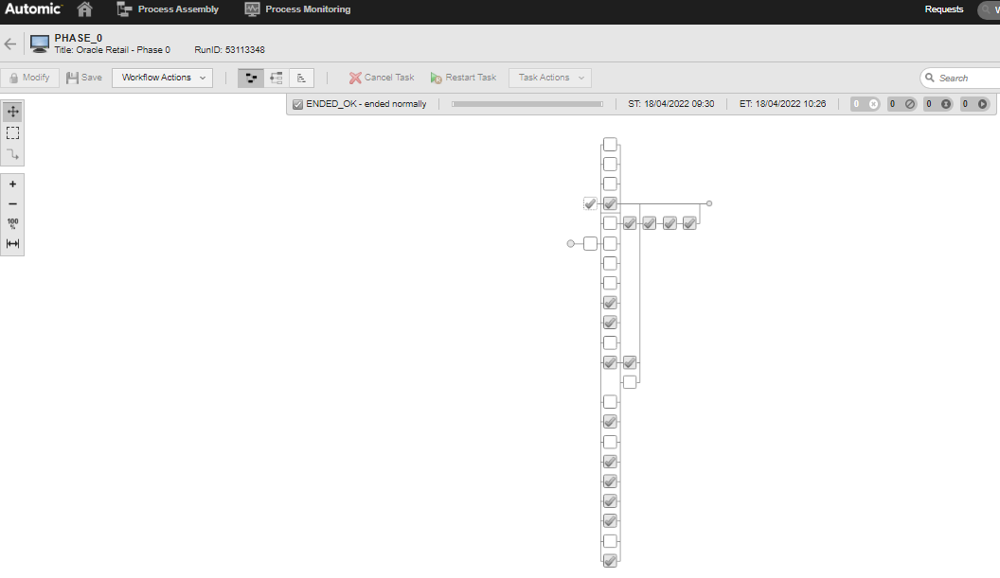 Automic Process Assembly Process Monitoring Requests
PHASE_0
Title: Oracle Retail - Phase 0 RunID: 53113348
Modify Save Workflow Actions Cancel Task Restart Task Task Actions Search
ENDED_OK - ended normally ST: 18/04/2022 09:30 ET: 18/04/2022 10:26 0 0 0 0
100
%